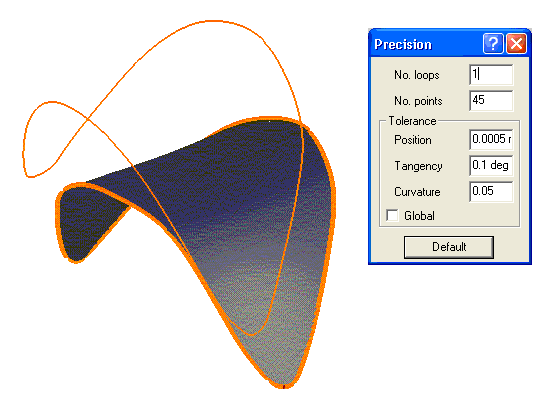 Precision
No. loops 1
No. points 45
Tolerance
Position 0.0005 r
Tangency 0.1 deg
Curvature 0.05
Global
Default